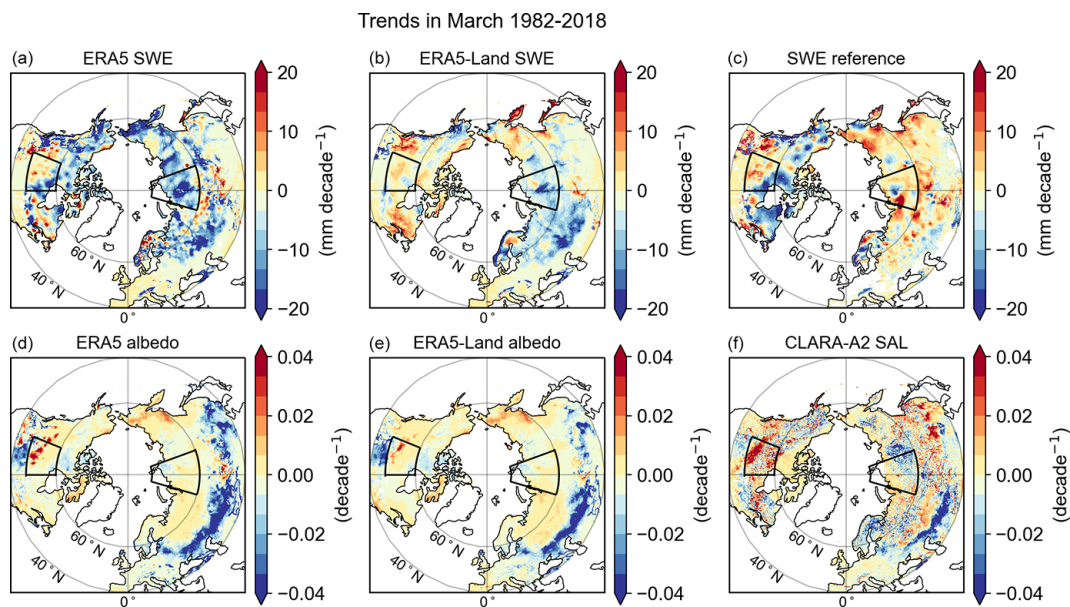 Trends in March 1982-2018
(a) ERA5 SWE
(b) ERA5-Land SWE
(c) SWE reference
20
10
0
−10
−20
(mm decade⁻¹)
60°N
40°N
0°
20
10
0
−10
−20
(mm decade⁻¹)
60°N
40°N
0°
20
10
0
−10
−20
(mm decade⁻¹)
60°N
40°N
0°
(d) ERA5 albedo
(e) ERA5-Land albedo
(f) CLARA-A2 SAL
0.04
0.02
0.00
−0.02
−0.04
(decade⁻¹)
60°N
40°N
0°
0.04
0.02
0.00
−0.02
−0.04
(decade⁻¹)
60°N
40°N
0°
0.04
0.02
0.00
−0.02
−0.04
(decade⁻¹)
60°N
40°N
0°